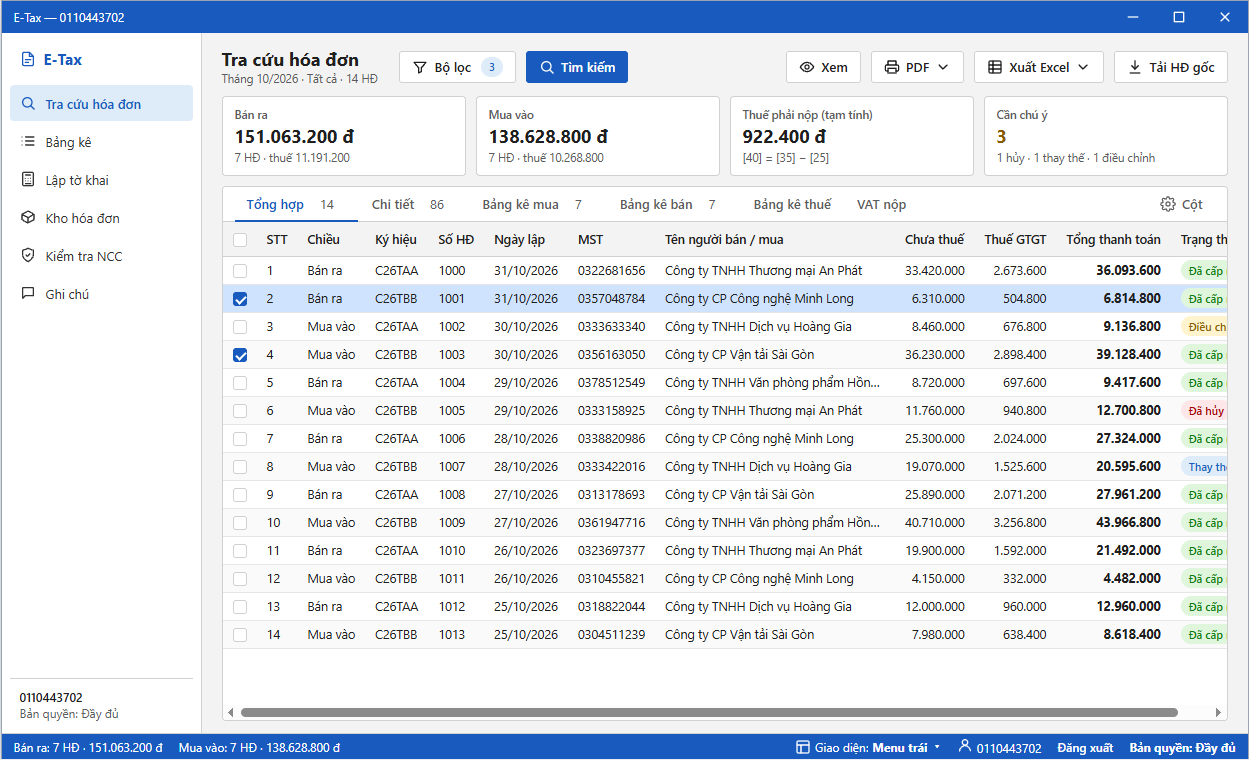 E-Tax — 0110443702
E-Tax
Tra cứu hóa đơn
Bảng kê
Lập tờ khai
Kho hóa đơn
Kiểm tra NCC
Ghi chú
0110443702
Bản quyền: Đầy đủ
Tra cứu hóa đơn
Tháng 10/2026 · Tất cả · 14 HĐ
Bộ lọc 3
Tìm kiếm
Xem
PDF
Xuất Excel
Tải HĐ gốc
Bán ra
151.063.200 đ
7 HĐ · thuế 11.191.200
Mua vào
138.628.800 đ
7 HĐ · thuế 10.268.800
Thuế phải nộp (tạm tính)
922.400 đ
[40] = [35] − [25]
Cần chú ý
3
1 hủy · 1 thay thế · 1 điều chỉnh
Tổng hợp 14 Chi tiết 86 Bảng kê mua 7 Bảng kê bán 7 Bảng kê thuế VAT nộp Cột
STT Chiều Ký hiệu Số HĐ Ngày lập MST Tên người bán / mua Chưa thuế Thuế GTGT Tổng thanh toán Trạng th
1 Bán ra C26TAA 1000 31/10/2026 0322681656 Công ty TNHH Thương mại An Phát 33.420.000 2.673.600 36.093.600 Đã cấp
2 Bán ra C26TBB 1001 31/10/2026 0357048784 Công ty CP Công nghệ Minh Long 6.310.000 504.800 6.814.800 Đã cấp
3 Mua vào C26TAA 1002 30/10/2026 0333633340 Công ty TNHH Dịch vụ Hoàng Gia 8.460.000 676.800 9.136.800 Điều ch
4 Mua vào C26TBB 1003 30/10/2026 0356163050 Công ty CP Vận tải Sài Gòn 36.230.000 2.898.400 39.128.400 Đã cấp
5 Bán ra C26TAA 1004 29/10/2026 0378512549 Công ty TNHH Văn phòng phẩm Hồn... 8.720.000 697.600 9.417.600 Đã cấp
6 Mua vào C26TBB 1005 29/10/2026 0333158925 Công ty TNHH Thương mại An Phát 11.760.000 940.800 12.700.800 Đã hủy
7 Bán ra C26TAA 1006 28/10/2026 0338820986 Công ty CP Công nghệ Minh Long 25.300.000 2.024.000 27.324.000 Đã cấp
8 Mua vào C26TBB 1007 28/10/2026 0333422016 Công ty TNHH Dịch vụ Hoàng Gia 19.070.000 1.525.600 20.595.600 Thay th
9 Bán ra C26TAA 1008 27/10/2026 0313178693 Công ty CP Vận tải Sài Gòn 25.890.000 2.071.200 27.961.200 Đã cấp
10 Mua vào C26TBB 1009 27/10/2026 0361947716 Công ty TNHH Văn phòng phẩm Hồn... 40.710.000 3.256.800 43.966.800 Đã cấp
11 Bán ra C26TAA 1010 26/10/2026 0323697377 Công ty TNHH Thương mại An Phát 19.900.000 1.592.000 21.492.000 Đã cấp
12 Mua vào C26TBB 1011 26/10/2026 0310455821 Công ty CP Công nghệ Minh Long 4.150.000 332.000 4.482.000 Đã cấp
13 Bán ra C26TAA 1012 25/10/2026 0318822044 Công ty TNHH Dịch vụ Hoàng Gia 12.000.000 960.000 12.960.000 Đã cấp
14 Mua vào C26TBB 1013 25/10/2026 0304511239 Công ty CP Vận tải Sài Gòn 7.980.000 638.400 8.618.400 Đã cấp
Bán ra: 7 HĐ · 151.063.200 đ Mua vào: 7 HĐ · 138.628.800 đ Giao diện: Menu trái 0110443702 Đăng xuất Bản quyền: Đầy đủ